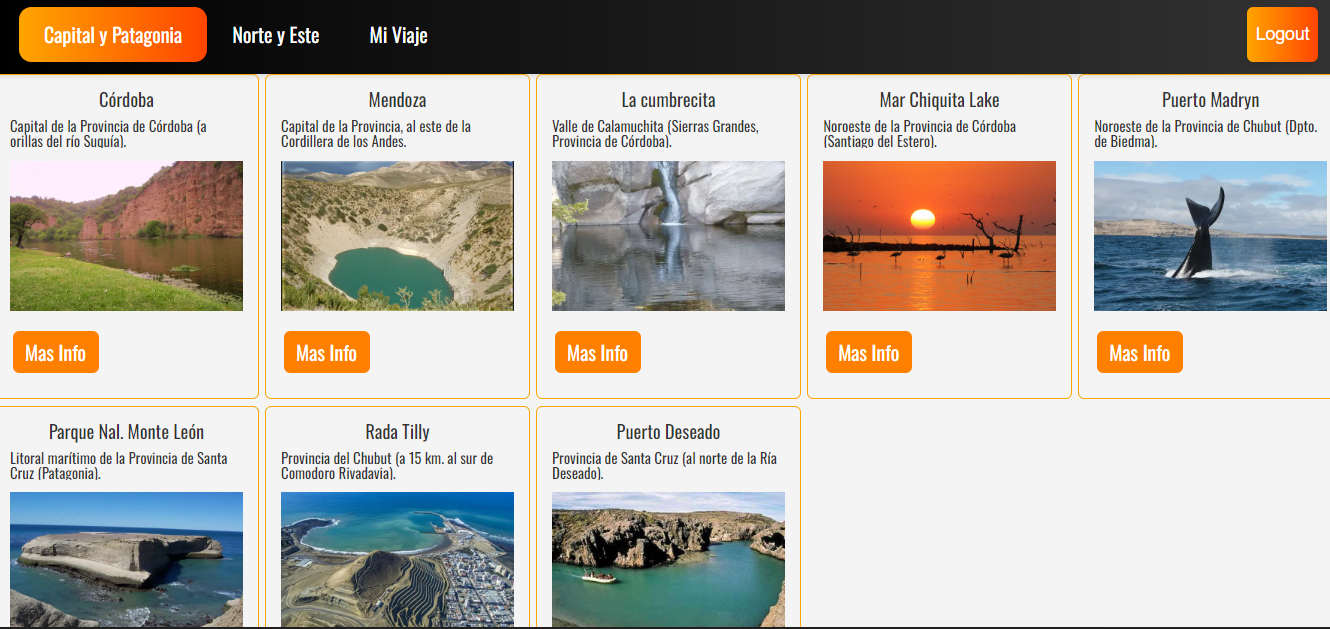 Capital y Patagonia
Norte y Este
Mi Viaje
Logout
Córdoba
Capital de la Provincia de Córdoba (a
orillas del río Suquía).
Mas Info
Mendoza
Capital de la Provincia, al este de la
Cordillera de los Andes.
Mas Info
La cumbrecita
Valle de Calamuchita (Sierras Grandes,
Provincia de Córdoba).
Mas Info
Mar Chiquita Lake
Noroeste de la Provincia de Córdoba
(Santiago del Estero).
Mas Info
Puerto Madryn
Noroeste de la Provincia de Chubut (Dpto.
de Biedma).
Mas Info
Parque Nal. Monte León
Litoral marítimo de la Provincia de Santa
Cruz (Patagonia).
Rada Tilly
Provincia del Chubut (a 15 km. al sur de
Comodoro Rivadavia).
Puerto Deseado
Provincia de Santa Cruz (al norte de la Ría
Deseado).